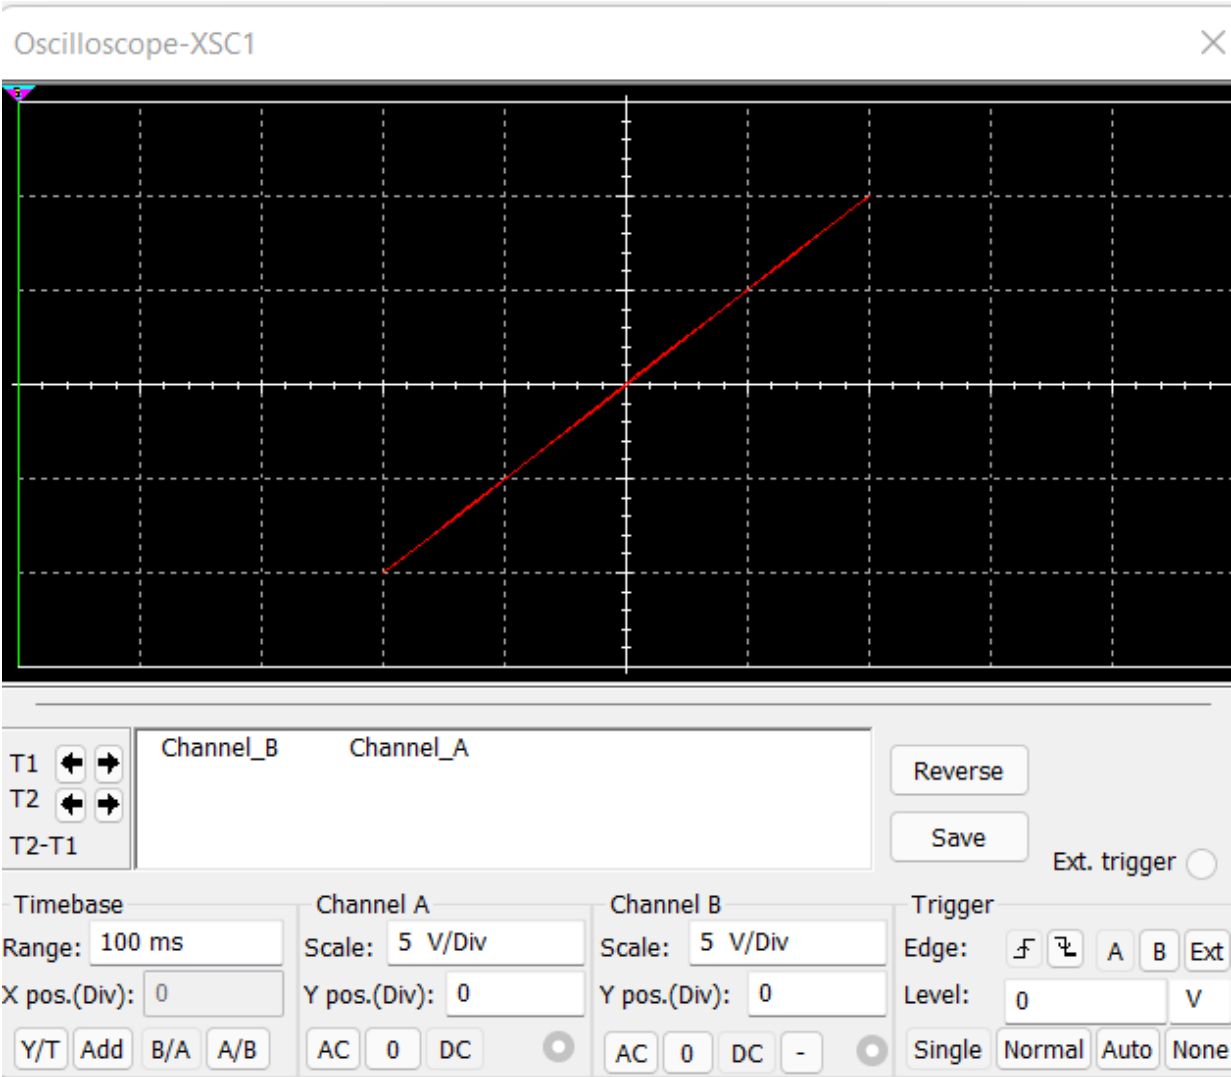 Oscilloscope-XSC1
Channel_B Channel_A
T1
T2
T2-T1
Reverse
Save
Ext. trigger
Timebase
Range: 100 ms
X pos.(Div): 0
Y/T Add B/A A/B
Channel A
Scale: 5 V/Div
Y pos.(Div): 0
AC 0 DC
Channel B
Scale: 5 V/Div
Y pos.(Div): 0
AC 0 DC -
Trigger
Edge: A B Ext
Level: 0 V
Single Normal Auto None